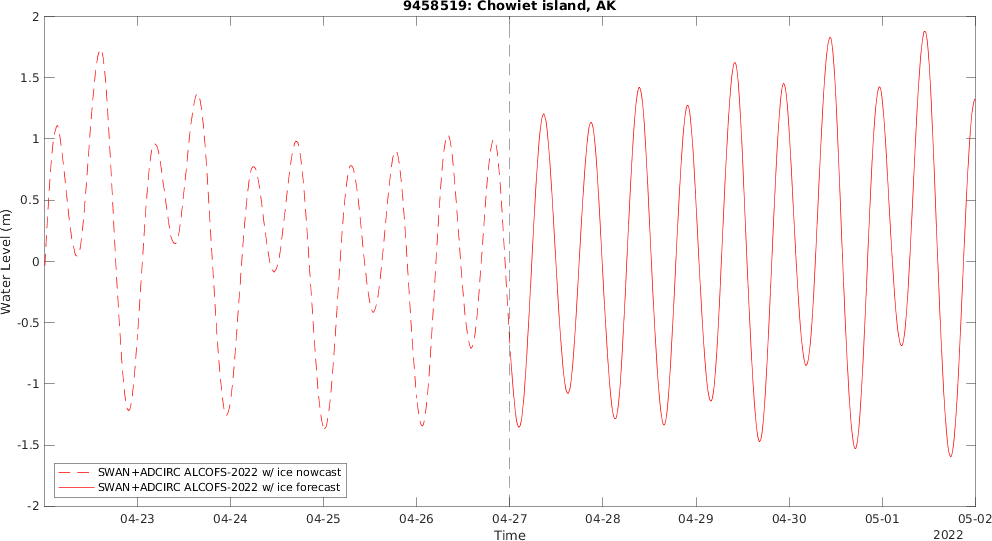 9458519: Chowiet island, AK
2
1.5
1
0.5
0
-0.5
-1
-1.5
-2
Water Level (m)
SWAN+ADCIRC ALCOFS-2022 w/ ice nowcast
SWAN+ADCIRC ALCOFS-2022 w/ ice forecast
04-23 04-24 04-25 04-26 04-27 04-28 04-29 04-30 05-01 05-02
Time
2022